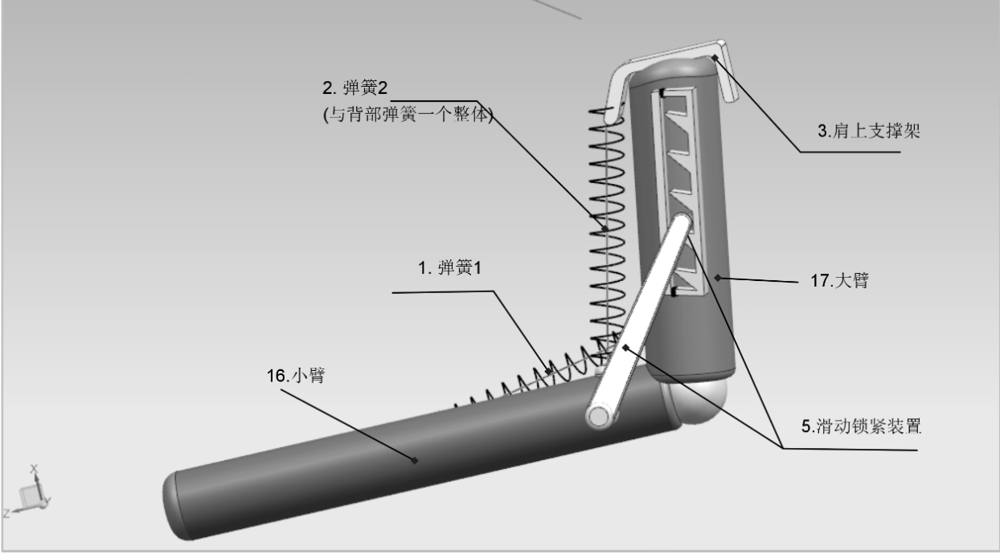 2. 弹簧2
(与背部弹簧一个整体)
3.肩上支撑架
1. 弹簧1
17.大臂
16.小臂
5.滑动锁紧装置
X
Y
Z